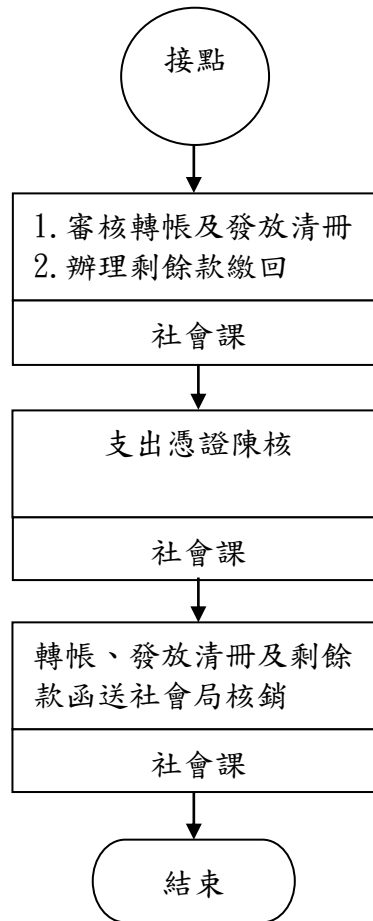 接點
1.審核轉帳及發放清冊
2.辦理剩餘款繳回
社會課
支出憑證陳核
社會課
轉帳、發放清冊及剩餘
款函送社會局核銷
社會課
結束